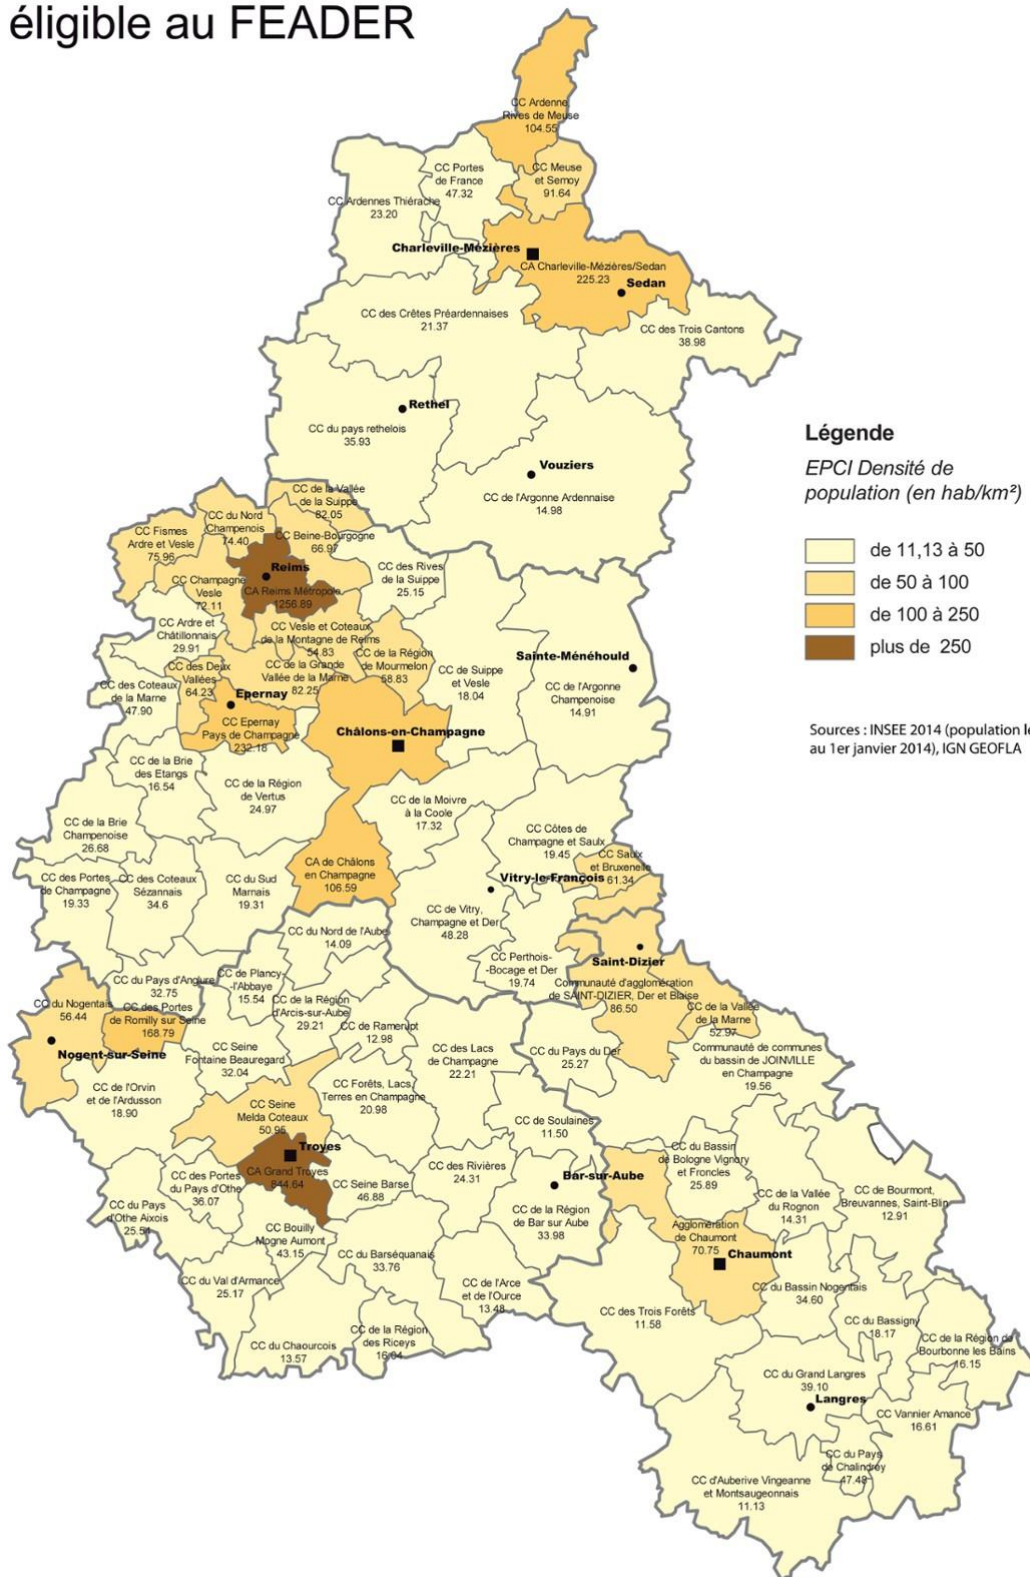 éligible au FEADER
CC Ardenne,
Rives de Meuse
104.55
CC Portes
de France
47.32
CC Meuse
et Semoy
91.64
CC Ardennes Thiérache
23.20
Charleville-Mézières
CA Charleville-Mézières/Sedan
225.23
Sedan
CC des Crêtes Préardennaises
21.37
CC des Trois Cantons
38.98
Rethel
CC du pays rethelois
35.93
Vouziers
CC de l'Argonne Ardennaise
14.98
Légende
EPCI Densité de
population (en hab/km²)
de 11,13 à 50
de 50 à 100
de 100 à 250
plus de 250
Sources : INSEE 2014 (population lé
au 1er janvier 2014), IGN GEOFLA
CC de la Vallée
de la Suippe
82.05
CC du Nord
Champenois
74.40
CC Fismes
Ardre et Vesle
75.96
CC Beine-Bourgogne
66.97
Reims
CA Reims Métropole
1256.89
CC des Rives
de la Suippe
25.15
CC Champagne
Vesle
72.11
CC Ardre et
Châtillonnais
29.91
CC Vesle et Coteaux
de la Montagne de Reims
54.83
CC de la Région
de Mourmelon
58.83
CC des Deux
Vallées
64.23
CC de la Grande
Vallée de la Marne
82.25
CC de Suippe
et Vesle
18.04
Sainte-Ménéhould
CC de l'Argonne
Champenoise
14.91
CC des Coteaux
de la Marne
47.90
Epernay
CC Epernay
Pays de Champagne
232.18
Châlons-en-Champagne
CC de la Brie
des Etangs
16.54
CC de la Région
de Vertus
24.97
CC de la Moivre
à la Coole
17.32
CC de la Brie
Champenoise
26.68
CC Côtes de
Champagne et Saulx
19.45
CC Saulx
et Bruxenelle
61.34
CA de Châlons
en Champagne
106.59
CC des Portes
de Champagne
19.33
CC des Coteaux
Sézannais
34.6
CC du Sud
Marnais
19.31
Vitry-le-François
CC de Vitry,
Champagne et Der
48.28
CC du Nord de l'Aube
14.09
CC Perthois-
-Bocage et Der
19.74
Saint-Dizier
Communauté d'agglomération
de SAINT-DIZIER, Der et Blaise
86.50
CC du Pays d'Anglure
32.75
CC de Plancy-
-l'Abbaye
15.54
CC de la Région
d'Arcis-sur-Aube
29.21
CC du Nogentais
56.44
CC des Portes
de Romilly sur Seine
168.79
CC de la Vallée
de la Marne
52.97
CC de Ramerupt
12.98
Nogent-sur-Seine
CC Seine
Fontaine Beauregard
32.04
CC des Lacs
de Champagne
22.21
CC du Pays du Der
25.27
Communauté de communes
du bassin de JOINVILLE
en Champagne
19.56
CC de l'Orvin
et de l'Ardusson
18.90
CC Forêts, Lacs,
Terres en Champagne
20.98
CC Seine
Melda Coteaux
50.95
CC de Soulaines
11.50
Troyes
CA Grand Troyes
844.64
CC des Portes
du Pays d'Othe
36.07
CC Seine Barse
46.88
CC des Rivières
24.31
Bar-sur-Aube
CC de la Région
de Bar sur Aube
33.98
CC du Bassin
de Bologne Vignory
et Froncles
25.89
CC de la Vallée
du Rognon
14.31
CC de Bourmont,
Breuvannes, Saint-Blin
12.91
CC du Pays
d'Othe Aixois
25.54
CC Bouilly
Mogne Aumont
43.15
Agglomération
de Chaumont
70.75
Chaumont
CC du Barséquanais
33.76
CC du Val d'Armance
25.17
CC de l'Arce
et de l'Ource
13.48
CC du Bassin Nogentais
34.60
CC des Trois Forêts
11.58
CC du Bassigny
18.17
CC du Chaourcois
13.57
CC de la Région
des Riceys
16.04
CC de la Région de
Bourbonne les Bains
16.15
CC du Grand Langres
39.10
Langres
CC Vannier Amance
16.61
CC du Pays
de Chalindrey
47.48
CC d'Auberive Vingeanne
et Montsaugeonnais
11.13